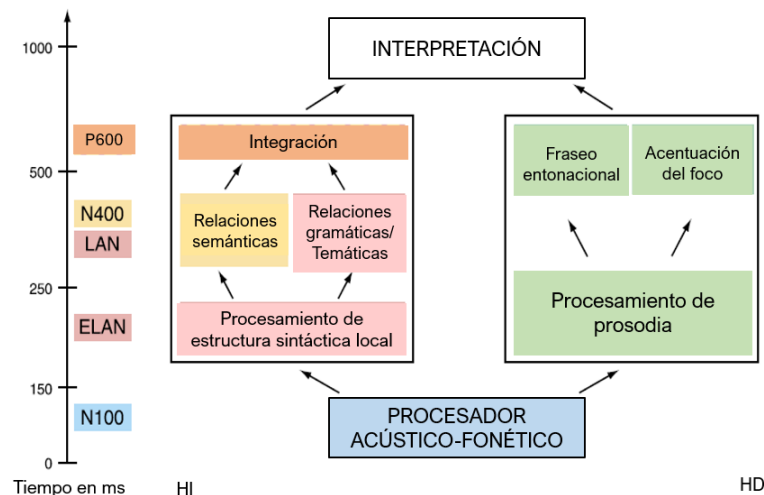 INTERPRETACIÓN
1000
P600
Integración
Fraseo
entonacional
Acentuación
del foco
500
N400
LAN
Relaciones
semánticas
Relaciones
gramáticas/
Temáticas
250
ELAN
Procesamiento de
estructura sintáctica local
Procesamiento de
prosodia
150
N100
PROCESADOR
ACÚSTICO-FONÉTICO
0
Tiempo en ms
HI
HD